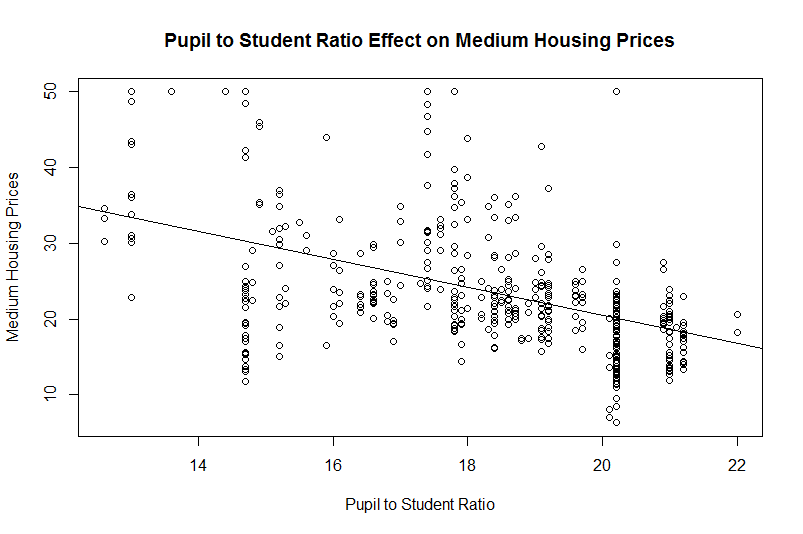 Pupil to Student Ratio Effect on Medium Housing Prices
50
40
30
20
10
Medium Housing Prices
14 16 18 20 22
Pupil to Student Ratio